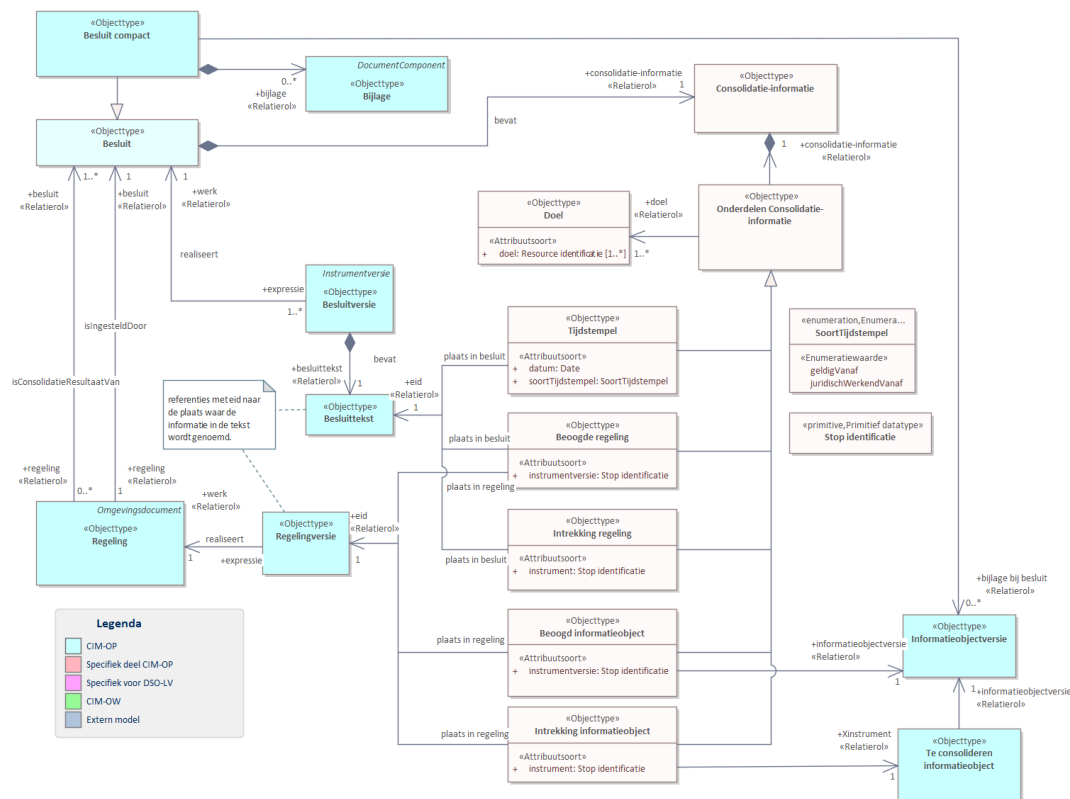 «Objecttype»
Besluit compact
DocumentComponent
«Objecttype»
Bijlage
0..*
+bijlage
«Relatierol»
+consolidatie-informatie
«Relatierol»
1
«Objecttype»
Consolidatie-informatie
bevat
«Objecttype»
Besluit
1
+consolidatie-informatie
«Relatierol»
1..*
+besluit
«Relatierol»
1
+besluit
«Relatierol»
1
+werk
«Relatierol»
«Objecttype»
Doel
«Attribuutsoort»
+ doel: Resource identificatie [1..*]
+doel
«Relatierol»
1..*
«Objecttype»
Onderdelen Consolidatie-
informatie
realiseert
Instrumentversie
«Objecttype»
Besluitversie
+expressie
1..*
isIngesteldDoor
bevat
+besluittekst
«Relatierol»
1
«Objecttype»
Tijdstempel
«Attribuutsoort»
+ datum: Date
+ soortTijdstempel: SoortTijdstempel
plaats in besluit
«enumeration,Enumera...
SoortTijdstempel
«Enumeratiewaarde»
geldigVanaf
juridischWerkendVanaf
isConsolidatieResultaatVan
referenties met eid naar
de plaats waar de
informatie in de tekst
wordt genoemd.
«Objecttype»
Besluittekst
+eid
«Relatierol»
1
plaats in besluit
plaats in regeling
«Objecttype»
Beoogde regeling
«Attribuutsoort»
+ instrumentversie: Stop identificatie
«primitive,Primitief datatype»
Stop identificatie
+regeling
«Relatierol»
0..*
+regeling
«Relatierol»
1
Omgevingsdocument
«Objecttype»
Regeling
+werk
«Relatierol»
1
realiseert
+expressie
«Objecttype»
Regelingversie
+eid
«Relatierol»
1
plaats in besluit
«Objecttype»
Intrekking regeling
«Attribuutsoort»
+ instrument: Stop identificatie
+bijlage bij besluit
«Relatierol»
0..*
Legenda
CIM-OP
Specifiek deel CIM-OP
Specifiek voor DSO-LV
CIM-OW
Extern model
plaats in regeling
«Objecttype»
Beoogd informatieobject
«Attribuutsoort»
+ instrumentversie: Stop identificatie
+informatieobjectversie
«Relatierol»
1
«Objecttype»
Informatieobjectversie
1
+informatieobjectversie
«Relatierol»
plaats in regeling
«Objecttype»
Intrekking informatieobject
«Attribuutsoort»
+ instrument: Stop identificatie
+Xinstrument
«Relatierol»
1
«Objecttype»
Te consolideren
informatieobject